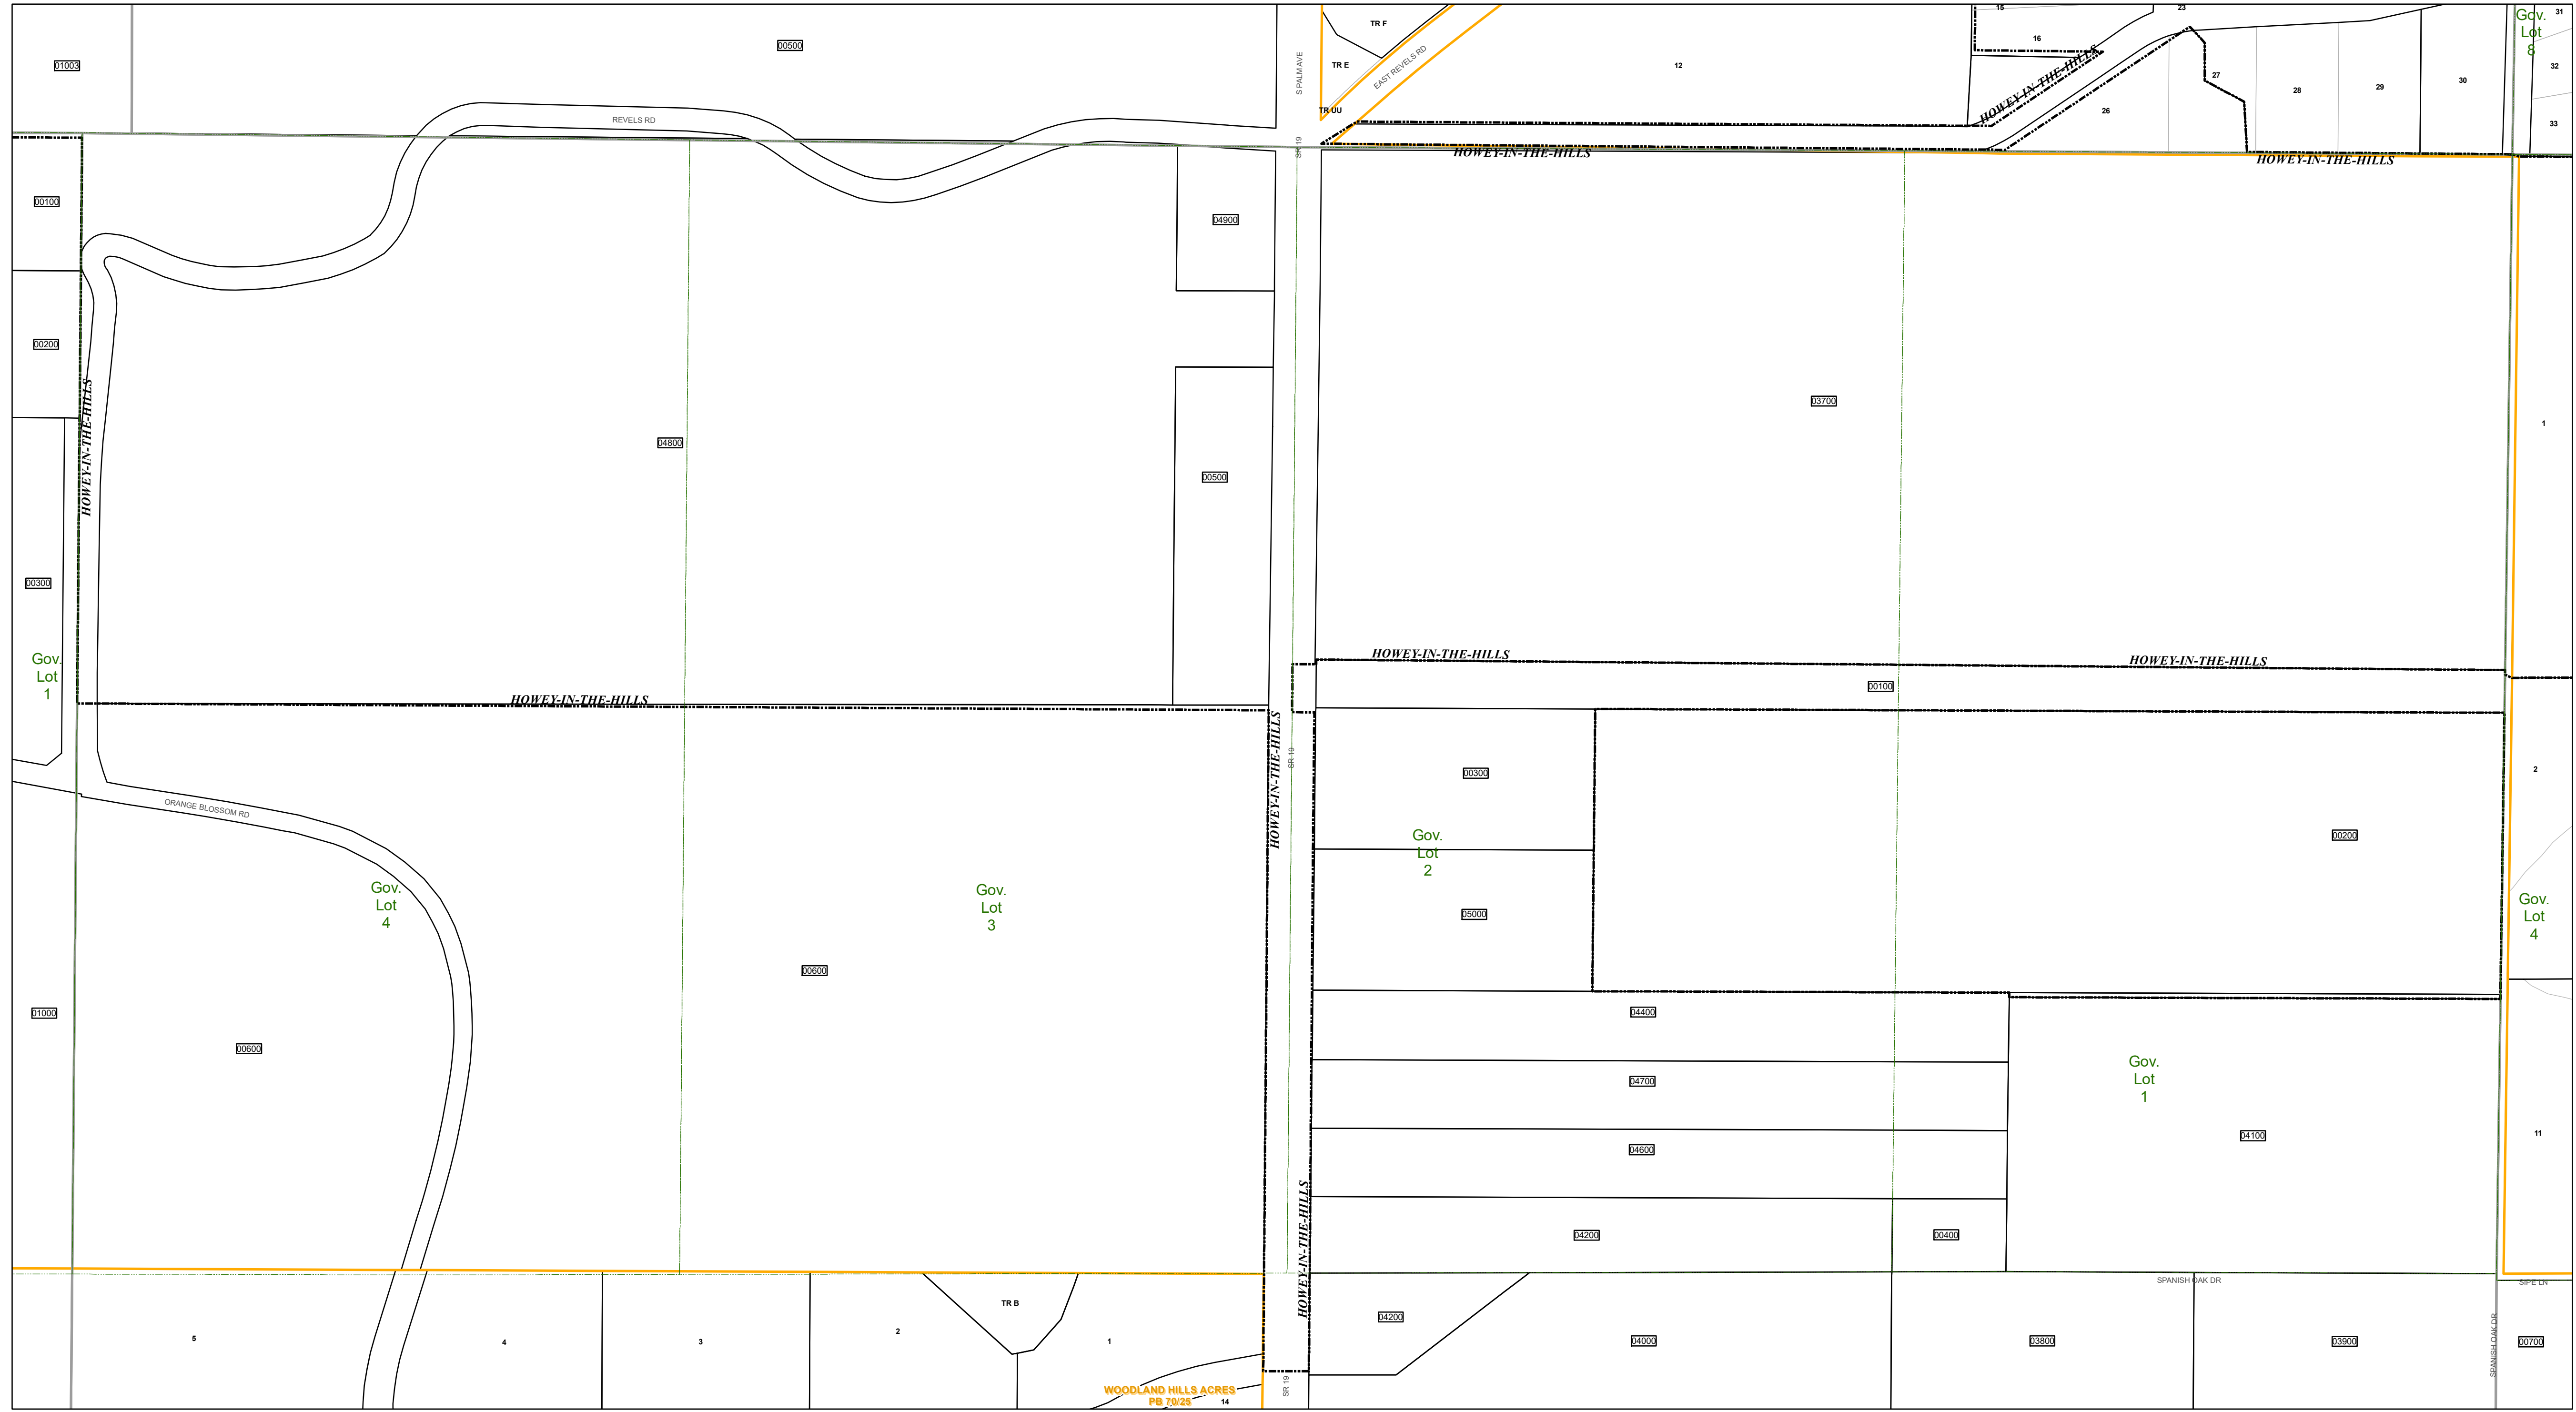 15
23
31
Gov.
Lot
8
TR F
16
00500
01003
TR E
12
32
S PALM AVE
EAST REVELS RD
HOWEY-IN-THE-HILLS
27
28
29
30
TR UU
26
REVELS RD
33
SR 19
HOWEY-IN-THE-HILLS
HOWEY-IN-THE-HILLS
00100
04900
00200
03700
1
04800
HOWEY-IN-THE-HILLS
00500
00300
Gov.
Lot
1
HOWEY-IN-THE-HILLS
HOWEY-IN-THE-HILLS
00100
HOWEY-IN-THE-HILLS
HOWEY-IN-THE-HILLS
SR 19
00300
2
ORANGE BLOSSOM RD
Gov.
Lot
2
00200
Gov.
Lot
4
Gov.
Lot
3
05000
Gov.
Lot
4
00600
01000
04400
00600
04700
Gov.
Lot
1
04600
04100
11
04200
00400
HOWEY-IN-THE-HILLS
SPANISH OAK DR
SIPE LN
TR B
5
4
3
2
1
04200
04000
03800
03900
SPANISH OAK DR
00700
WOODLAND HILLS ACRES
PB 70/25
14
SR 19